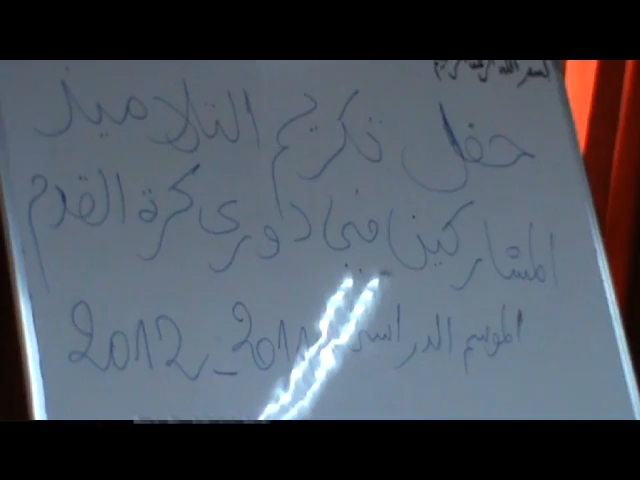 بسم الله الرحمن الرحيم
حفل تكريم التلاميذ
المشاركين في دوري كرة القدم
الموسم الدراسي 2011_2012